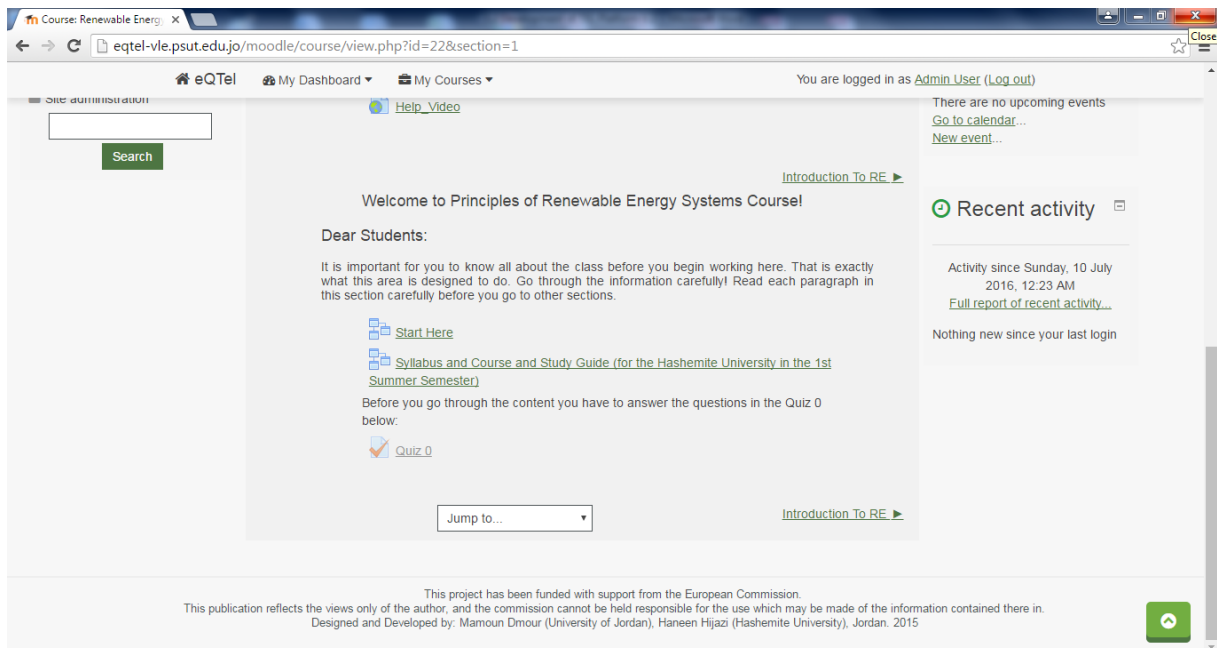 Course: Renewable Energ
Close
eqtel-vle.psut.edu.jo/moodle/course/view.php?id=22&section=1
eQTel
My Dashboard
My Courses
You are logged in as Admin User (Log out)
Site administration
Search
Help_Video
Introduction To RE ►
Welcome to Principles of Renewable Energy Systems Course!
Dear Students:
It is important for you to know all about the class before you begin working here. That is exactly
what this area is designed to do. Go through the information carefully! Read each paragraph in
this section carefully before you go to other sections.
Start Here
Syllabus and Course and Study Guide (for the Hashemite University in the 1st
Summer Semester)
Before you go through the content you have to answer the questions in the Quiz 0
below:
Quiz 0
Jump to...
Introduction To RE ►
There are no upcoming events
Go to calendar...
New event...
Recent activity
Activity since Sunday, 10 July
2016, 12:23 AM
Full report of recent activity...
Nothing new since your last login
This project has been funded with support from the European Commission.
This publication reflects the views only of the author, and the commission cannot be held responsible for the use which may be made of the information contained there in.
Designed and Developed by: Mamoun Dmour (University of Jordan), Haneen Hijazi (Hashemite University), Jordan. 2015